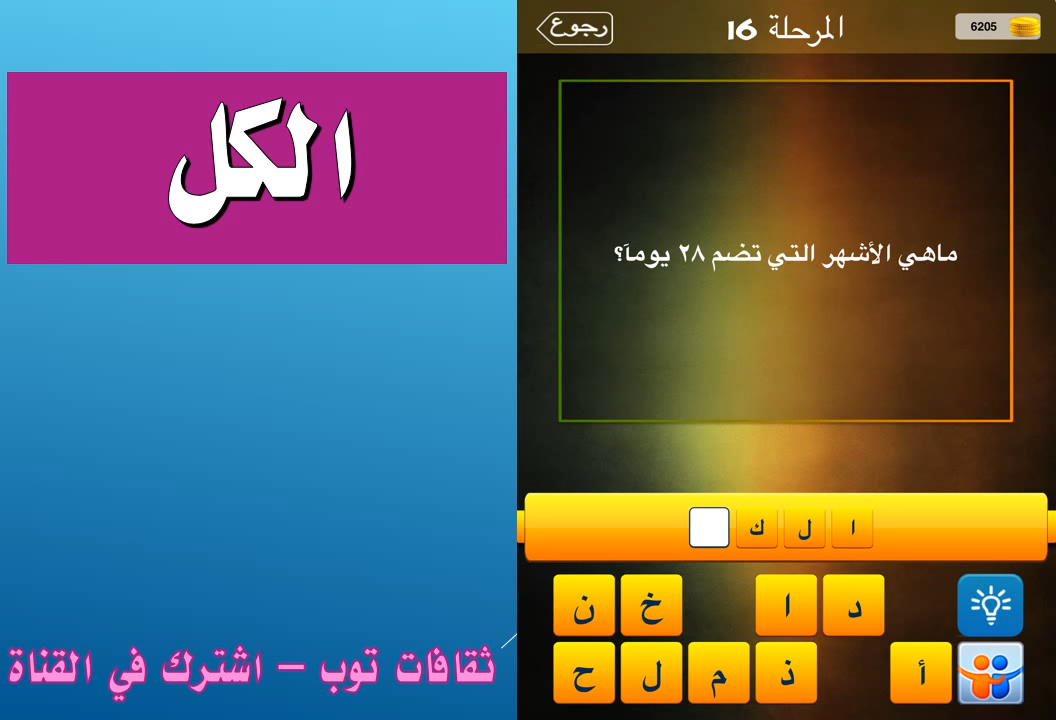 الكل
ثقافات توب – اشترك في القناة
رجوع
المرحلة 16
6205
ماهي الأشهر التي تضم ٢٨ يوماَ؟
ا ل ك
د ا خ ن
أ ذ م ل ح